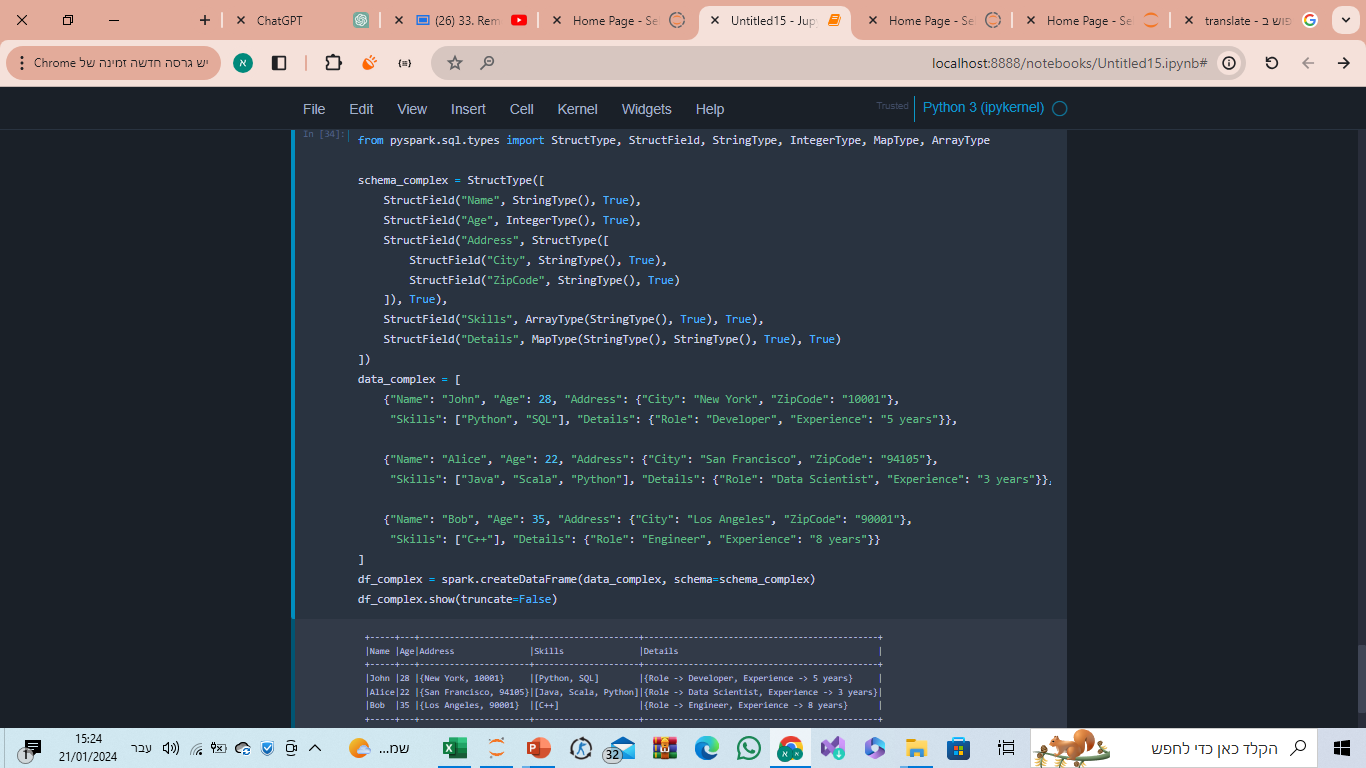 ChatGPT
(26) 33. Rem
Home Page - Sel
Untitled15 - Jup
Home Page - Sel
Home Page - Se
translate - פוש ב
יש גרסה חדשה זמינה של Chrome
א
localhost:8888/notebooks/Untitled15.ipynb#
File Edit View Insert Cell Kernel Widgets Help
Trusted
Python 3 (ipykernel)
In [34]:
from pyspark.sql.types import StructType, StructField, StringType, IntegerType, MapType, ArrayType
schema_complex = StructType([
    StructField("Name", StringType(), True),
    StructField("Age", IntegerType(), True),
    StructField("Address", StructType([
        StructField("City", StringType(), True),
        StructField("ZipCode", StringType(), True)
    ]), True),
    StructField("Skills", ArrayType(StringType(), True), True),
    StructField("Details", MapType(StringType(), StringType(), True), True)
])
data_complex = [
    {"Name": "John", "Age": 28, "Address": {"City": "New York", "ZipCode": "10001"},
     "Skills": ["Python", "SQL"], "Details": {"Role": "Developer", "Experience": "5 years"}},
    {"Name": "Alice", "Age": 22, "Address": {"City": "San Francisco", "ZipCode": "94105"},
     "Skills": ["Java", "Scala", "Python"], "Details": {"Role": "Data Scientist", "Experience": "3 years"}},
    {"Name": "Bob", "Age": 35, "Address": {"City": "Los Angeles", "ZipCode": "90001"},
     "Skills": ["C++"], "Details": {"Role": "Engineer", "Experience": "8 years"}}
]
df_complex = spark.createDataFrame(data_complex, schema=schema_complex)
df_complex.show(truncate=False)
+-----+---+----------------------+---------------------+-----------------------------------------------+
|Name |Age|Address               |Skills               |Details                                        |
+-----+---+----------------------+---------------------+-----------------------------------------------+
|John |28 |{New York, 10001}     |[Python, SQL]        |{Role -> Developer, Experience -> 5 years}     |
|Alice|22 |{San Francisco, 94105}|[Java, Scala, Python]|{Role -> Data Scientist, Experience -> 3 years}|
|Bob  |35 |{Los Angeles, 90001}  |[C++]                |{Role -> Engineer, Experience -> 8 years}      |
+-----+---+----------------------+---------------------+-----------------------------------------------+
הקלד כאן כדי לחפש
32
שמ...
עבר
15:24
21/01/2024
1